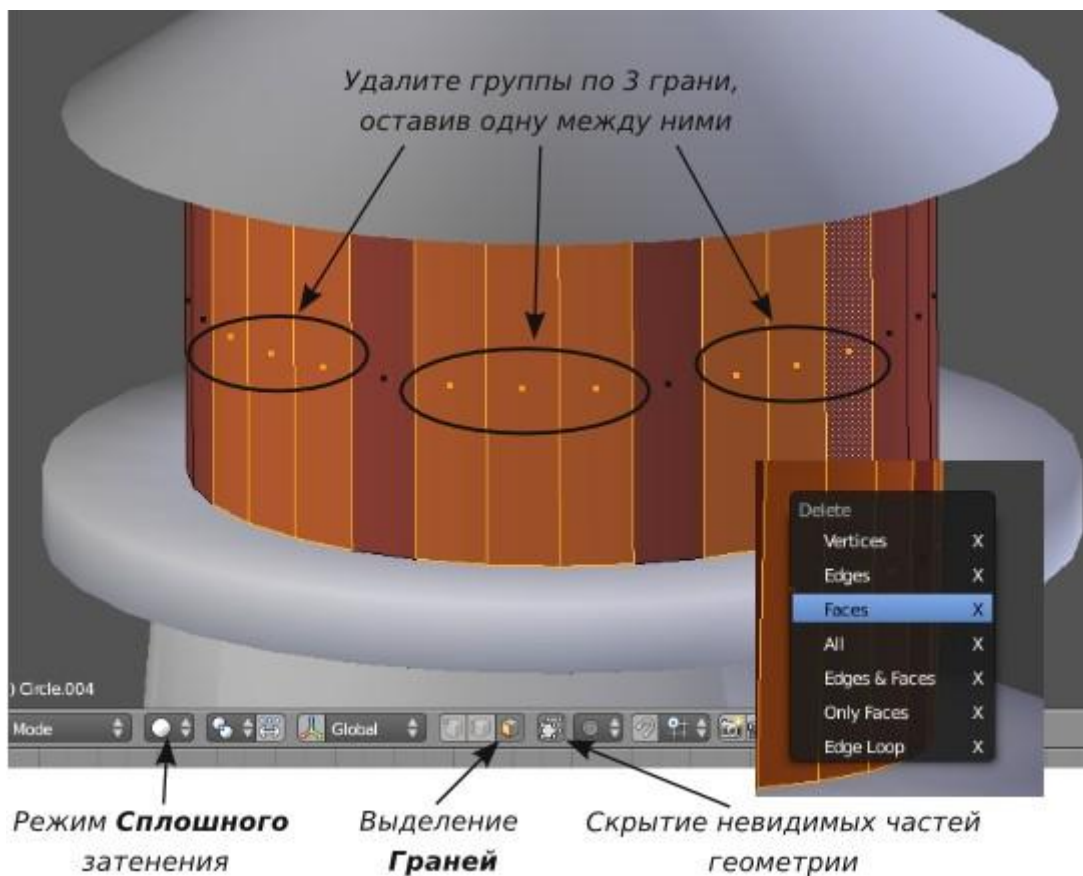 Удалите группы по 3 грани,
оставив одну между ними
Delete
Vertices X
Edges X
Faces X
All X
Edges & Faces X
Only Faces X
Edge Loop X
) Circle.004
Mode
Global
Режим Сплошного
затенения
Выделение
Граней
Скрытие невидимых частей
геометрии